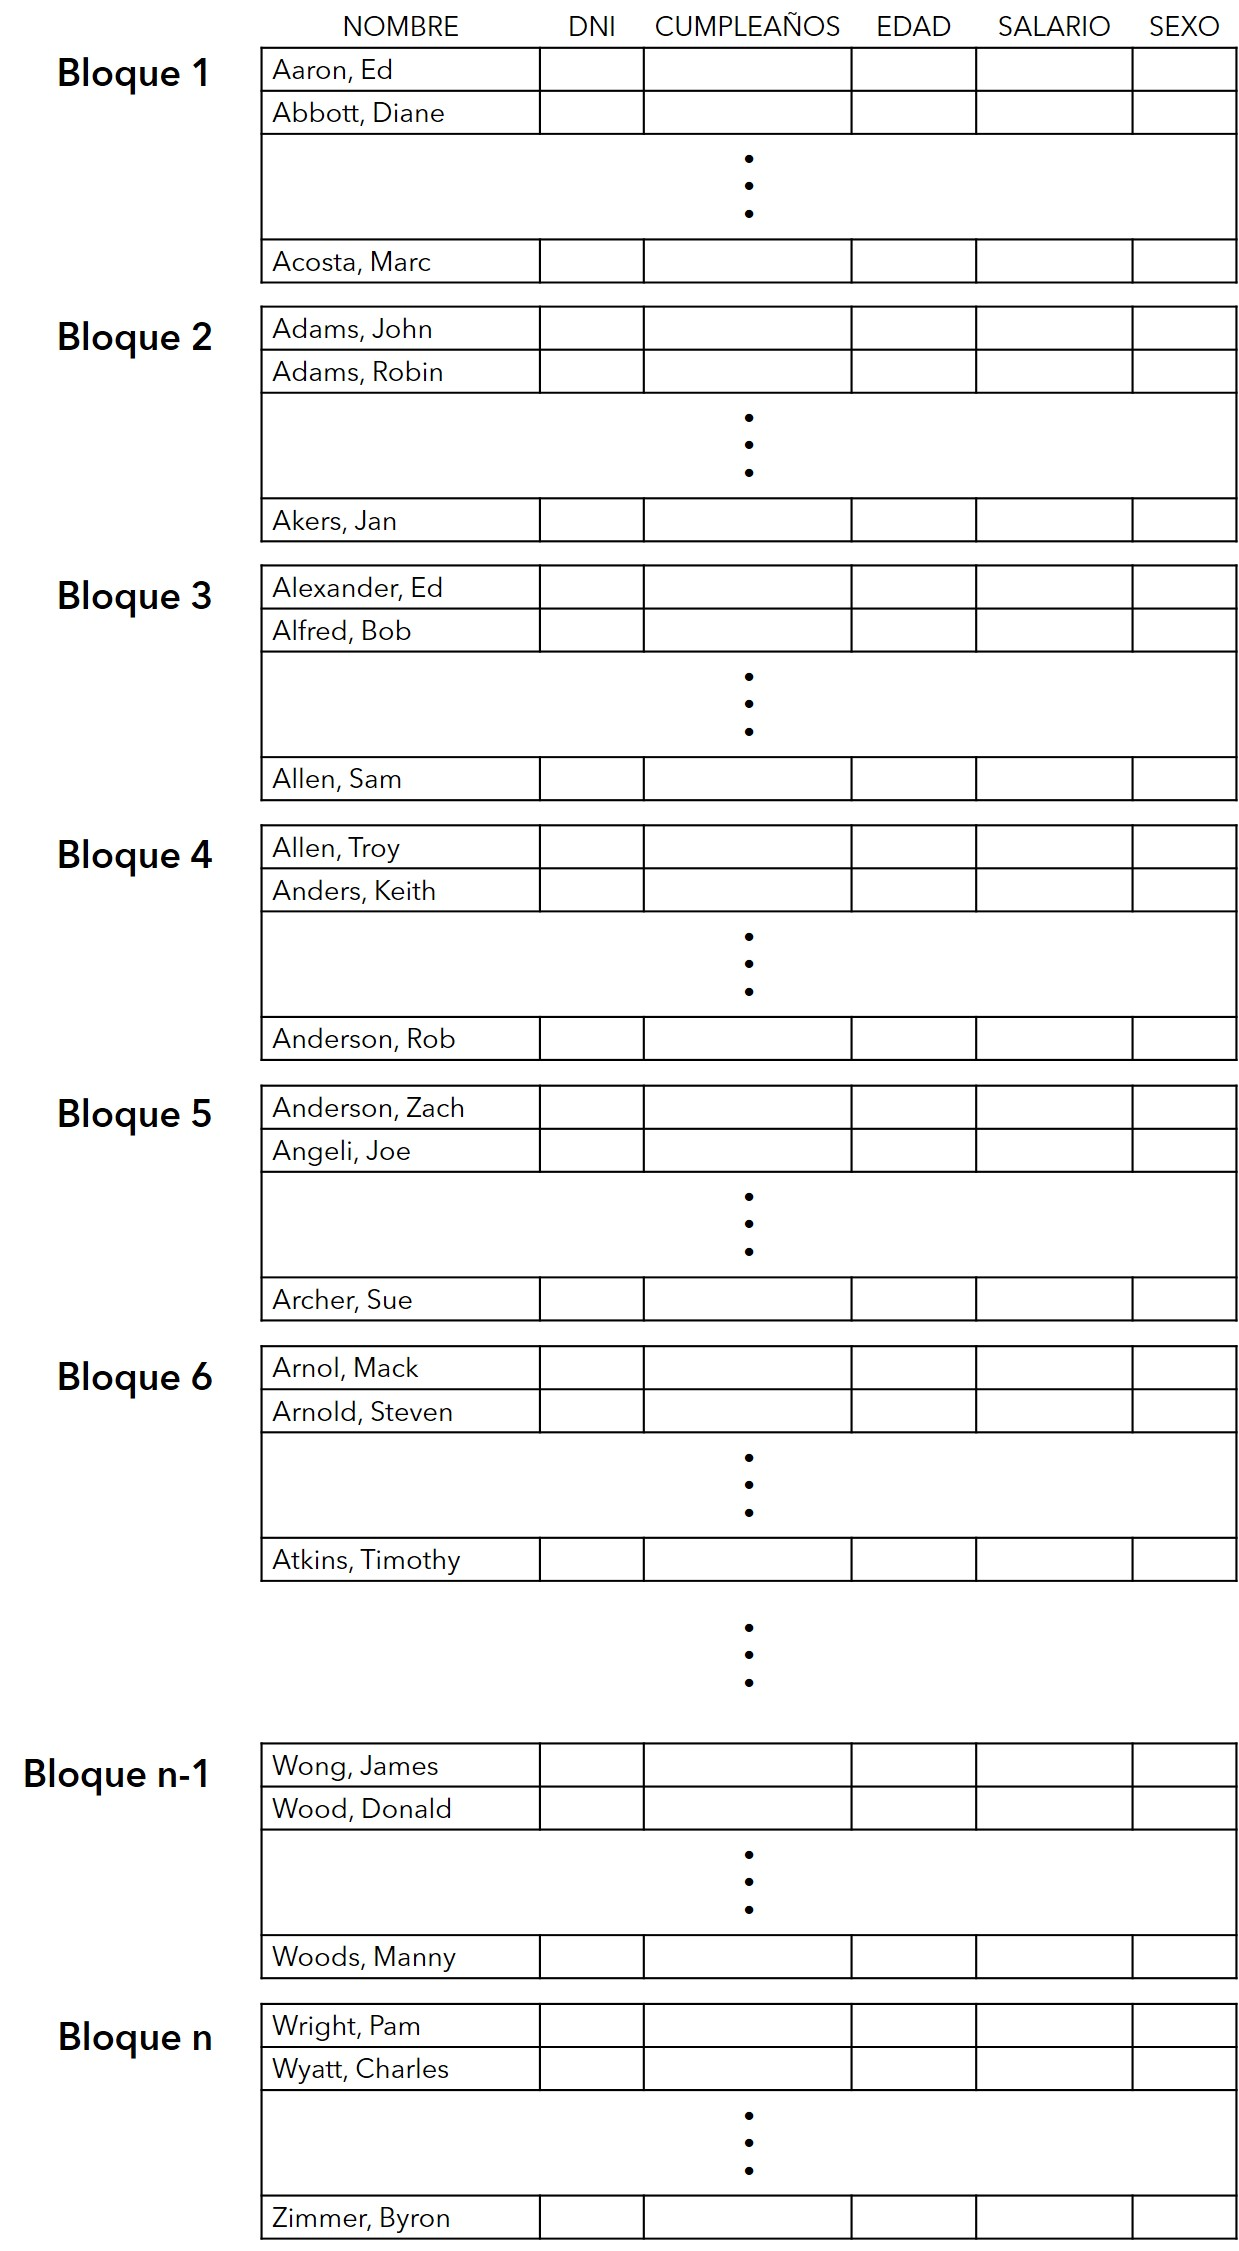 NOMBRE DNI CUMPLEAÑOS EDAD SALARIO SEXO
Bloque 1
Aaron, Ed
Abbott, Diane
Acosta, Marc
Bloque 2
Adams, John
Adams, Robin
Akers, Jan
Bloque 3
Alexander, Ed
Alfred, Bob
Allen, Sam
Bloque 4
Allen, Troy
Anders, Keith
Anderson, Rob
Bloque 5
Anderson, Zach
Angeli, Joe
Archer, Sue
Bloque 6
Arnol, Mack
Arnold, Steven
Atkins, Timothy
Bloque n-1
Wong, James
Wood, Donald
Woods, Manny
Bloque n
Wright, Pam
Wyatt, Charles
Zimmer, Byron